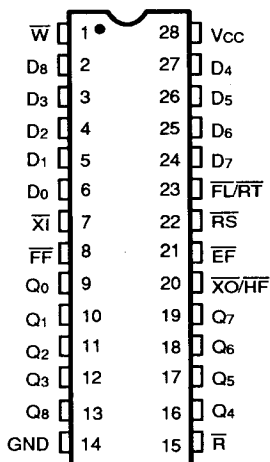 W̅ 1 28 Vcc
D8 2 27 D4
D3 3 26 D5
D2 4 25 D6
D1 5 24 D7
D0 6 23 F̅L̅/R̅T̅
X̅I̅ 7 22 R̅S̅
F̅F̅ 8 21 E̅F̅
Q0 9 20 X̅O̅/H̅F̅
Q1 10 19 Q7
Q2 11 18 Q6
Q3 12 17 Q5
Q8 13 16 Q4
GND 14 15 R̅